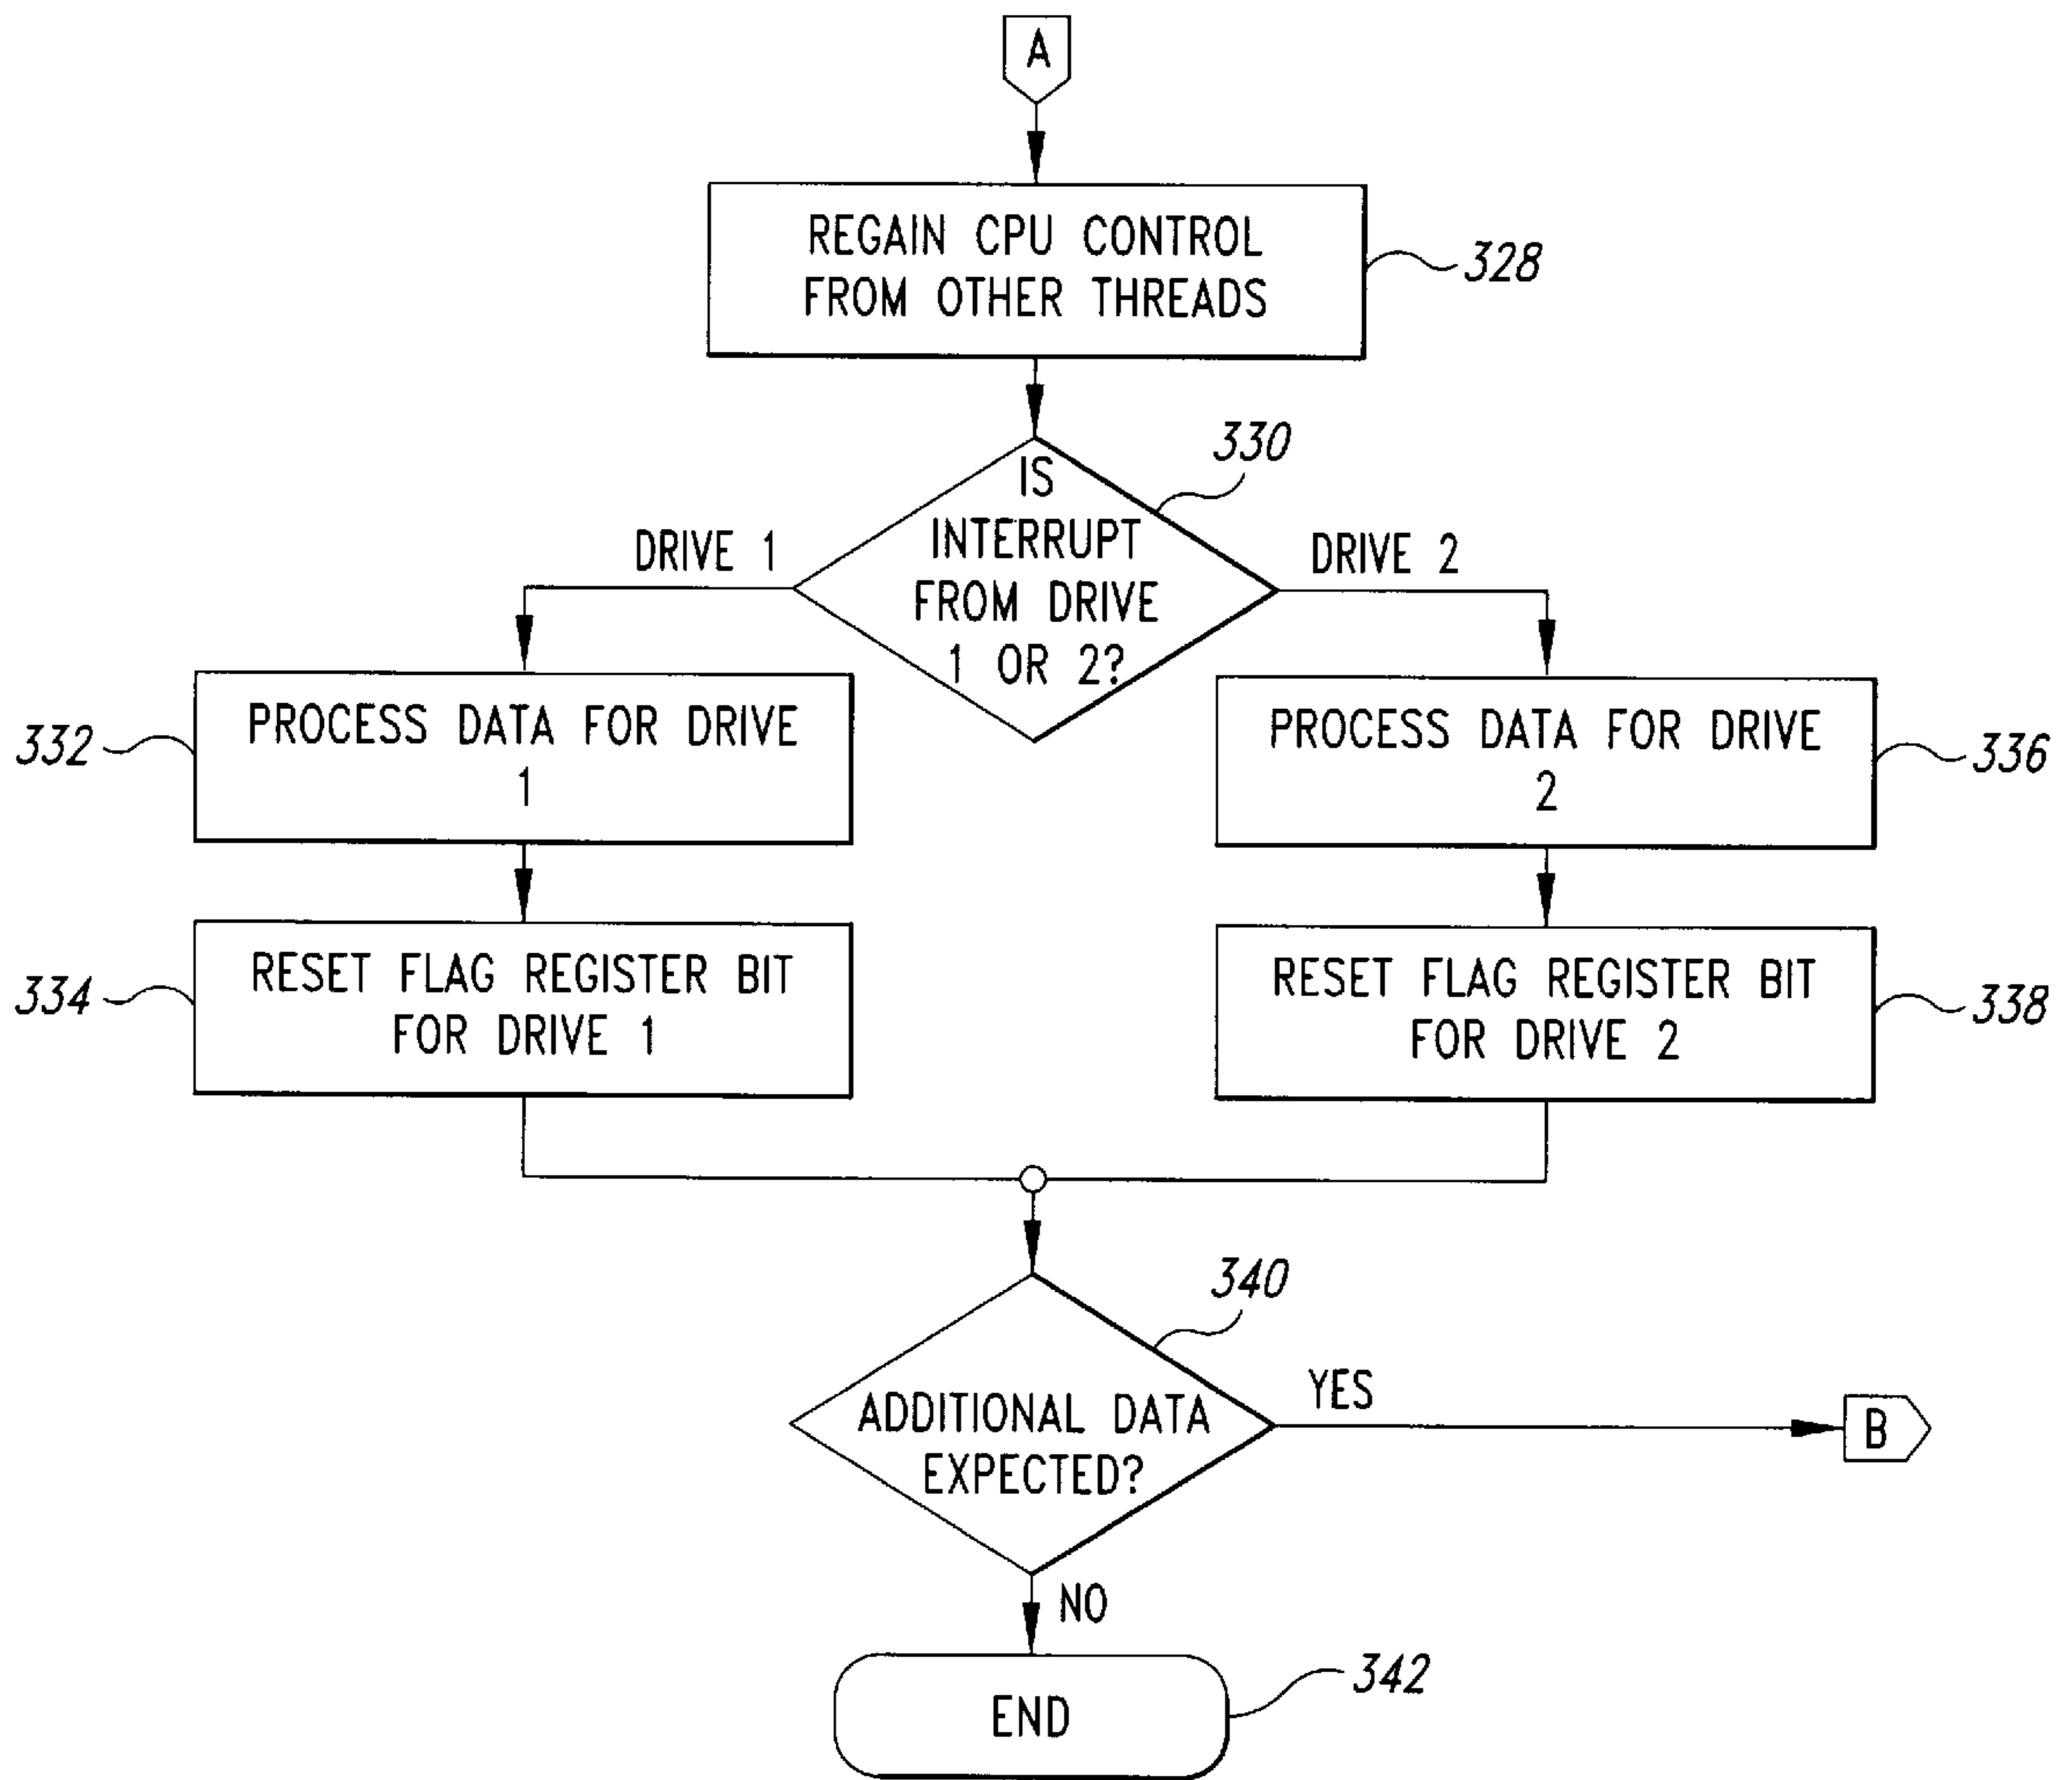 A
REGAIN CPU CONTROL
FROM OTHER THREADS
328
330
IS
INTERRUPT
FROM DRIVE
1 OR 2?
DRIVE 1
DRIVE 2
332
PROCESS DATA FOR DRIVE
1
PROCESS DATA FOR DRIVE
2
336
334
RESET FLAG REGISTER BIT
FOR DRIVE 1
RESET FLAG REGISTER BIT
FOR DRIVE 2
338
340
ADDITIONAL DATA
EXPECTED?
YES
B
NO
END
342